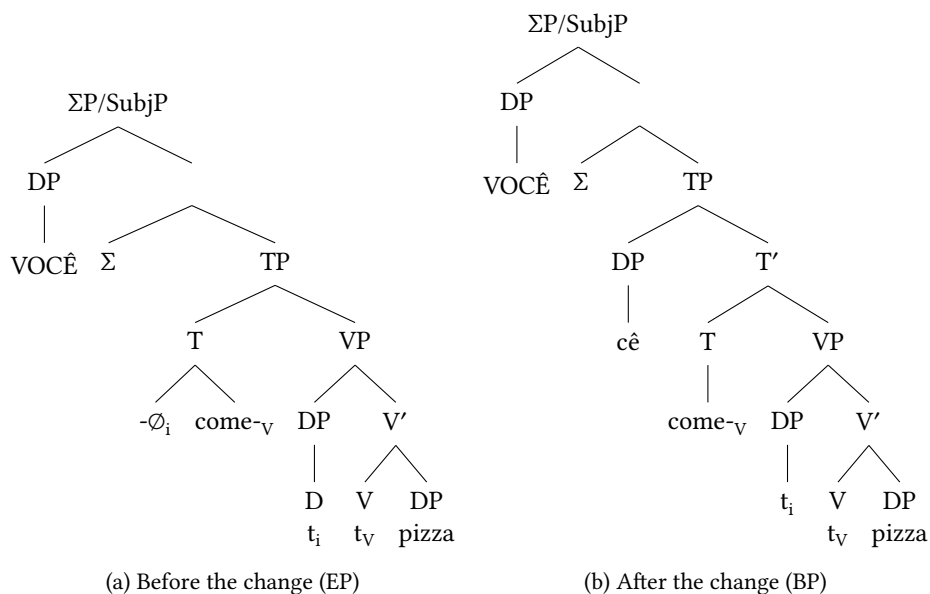 ΣP/SubjP
DP
VOCÊ Σ TP
T VP
-∅i come-V DP V′
D V DP
ti tV pizza
(a) Before the change (EP)
ΣP/SubjP
DP
VOCÊ Σ TP
DP T′
cê T VP
come-V DP V′
ti V DP
tV pizza
(b) After the change (BP)